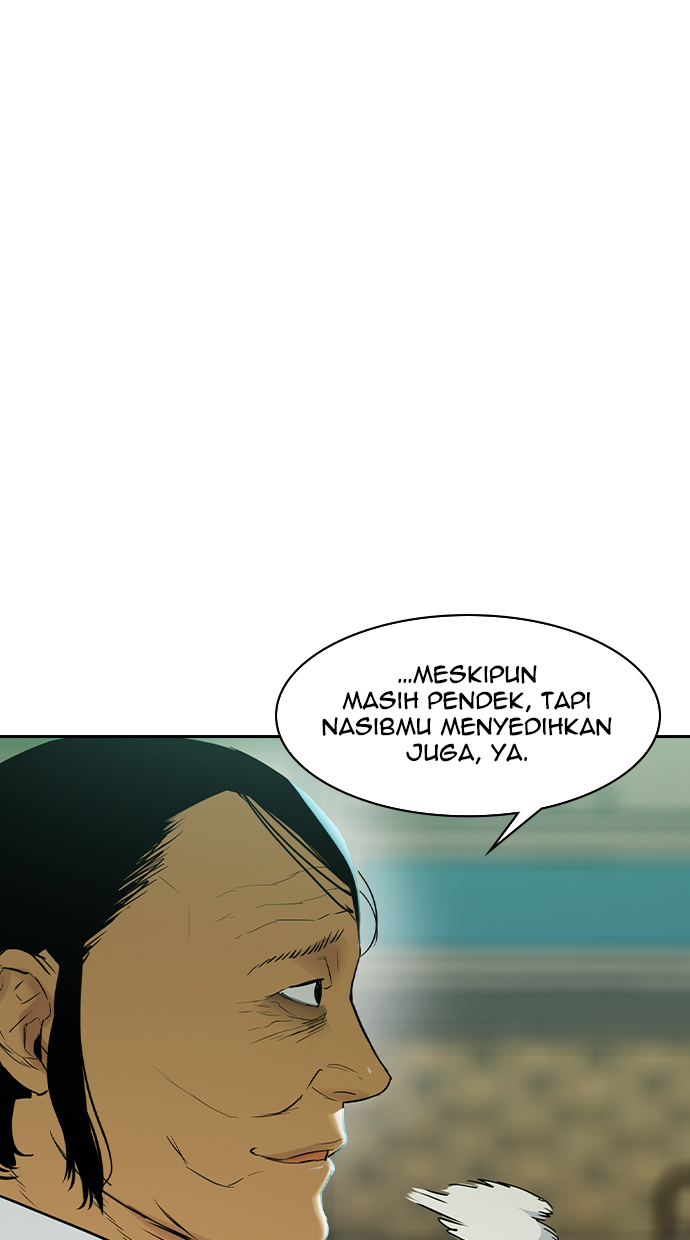 ...MESKIPUN
MASIH PENDEK, TAPI
NASIBMU MENYEDIHKAN
JUGA, YA.